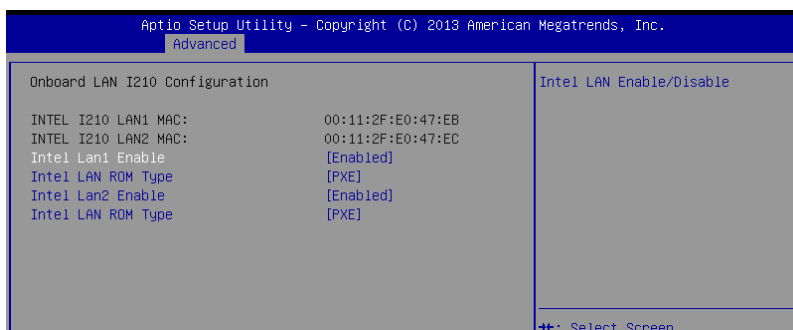 Aptio Setup Utility – Copyright (C) 2013 American Megatrends, Inc.
Advanced
Onboard LAN I210 Configuration
Intel LAN Enable/Disable
INTEL I210 LAN1 MAC: 00:11:2F:E0:47:EB
INTEL I210 LAN2 MAC: 00:11:2F:E0:47:EC
Intel Lan1 Enable [Enabled]
Intel LAN ROM Type [PXE]
Intel Lan2 Enable [Enabled]
Intel LAN ROM Type [PXE]
: Select Screen